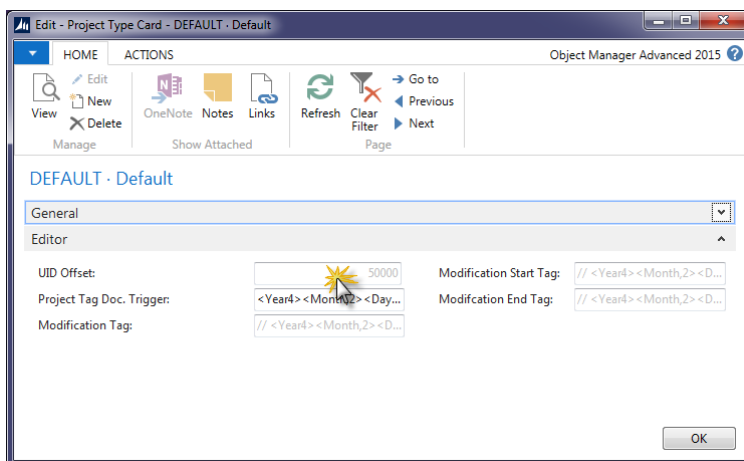 Edit - Project Type Card - DEFAULT · Default
HOME ACTIONS Object Manager Advanced 2015
View
Edit
New
Delete
Manage
OneNote
Notes
Links
Show Attached
Refresh
Clear Filter
Go to
Previous
Next
Page
DEFAULT · Default
General
Editor
UID Offset: 50000 Modification Start Tag: // <Year4><Month,2><D...
Project Tag Doc. Trigger: <Year4><Month,2><Day... Modifcation End Tag: // <Year4><Month,2><D...
Modification Tag: // <Year4><Month,2><D...
OK